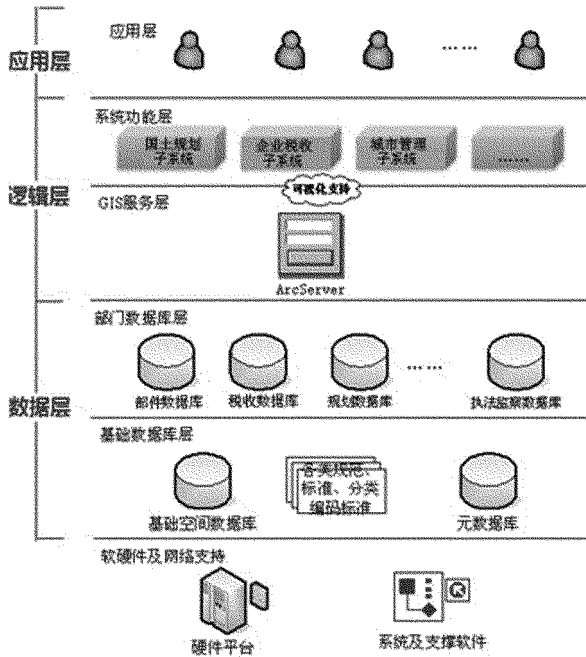 应用层
应用层
……
系统功能层
国土规划
子系统
企业税收
子系统
城市管理
子系统
……
可视化支持
逻辑层
GIS服务层
ArcServer
部门数据库层
部件数据库
税收数据库
规划数据库
……
执法监察数据库
数据层
基础数据库层
基础空间数据库
各类规范、
标准、分类
编码标准
元数据库
软硬件及网络支持
硬件平台
系统及支撑软件